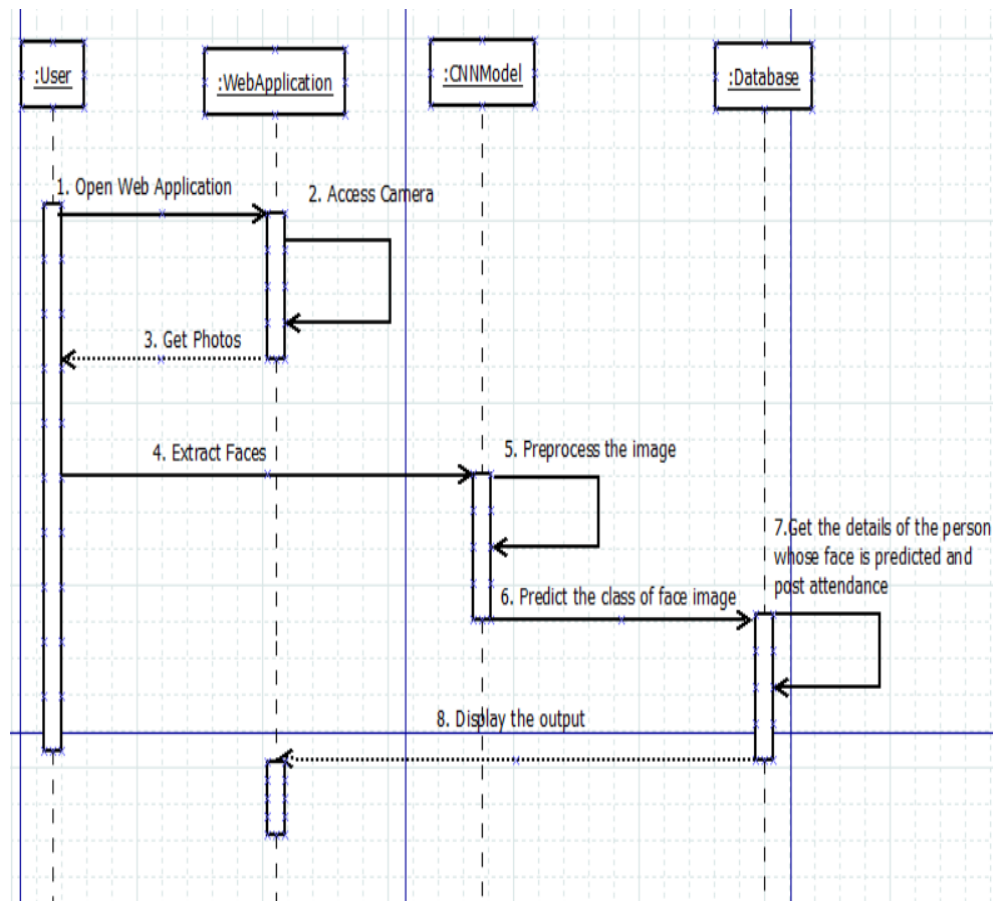 :User
:WebApplication
:CNNModel
:Database
1. Open Web Application
2. Access Camera
3. Get Photos
4. Extract Faces
5. Preprocess the image
6. Predict the class of face image
7.Get the details of the person
whose face is predicted and
post attendance
8. Display the output